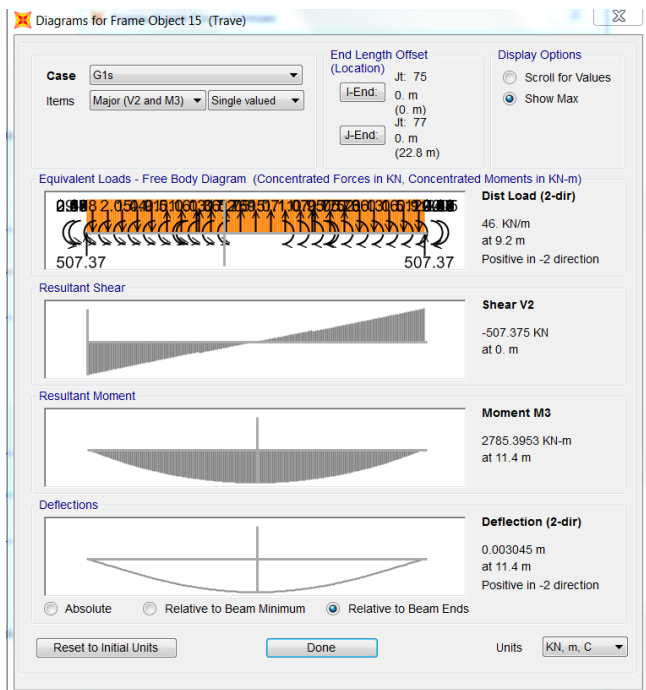 Diagrams for Frame Object 15 (Trave)
Case
G1s
Items
Major (V2 and M3)
Single valued
End Length Offset
(Location)
I-End:
Jt: 75
0. m
(0. m)
J-End:
Jt: 77
0. m
(22.8 m)
Display Options
Scroll for Values
Show Max
Equivalent Loads - Free Body Diagram (Concentrated Forces in KN, Concentrated Moments in KN-m)
507.37
507.37
Dist Load (2-dir)
46. KN/m
at 9.2 m
Positive in -2 direction
Resultant Shear
Shear V2
-507.375 KN
at 0. m
Resultant Moment
Moment M3
2785.3953 KN-m
at 11.4 m
Deflections
Deflection (2-dir)
0.003045 m
at 11.4 m
Positive in -2 direction
Absolute
Relative to Beam Minimum
Relative to Beam Ends
Reset to Initial Units
Done
Units
KN, m, C